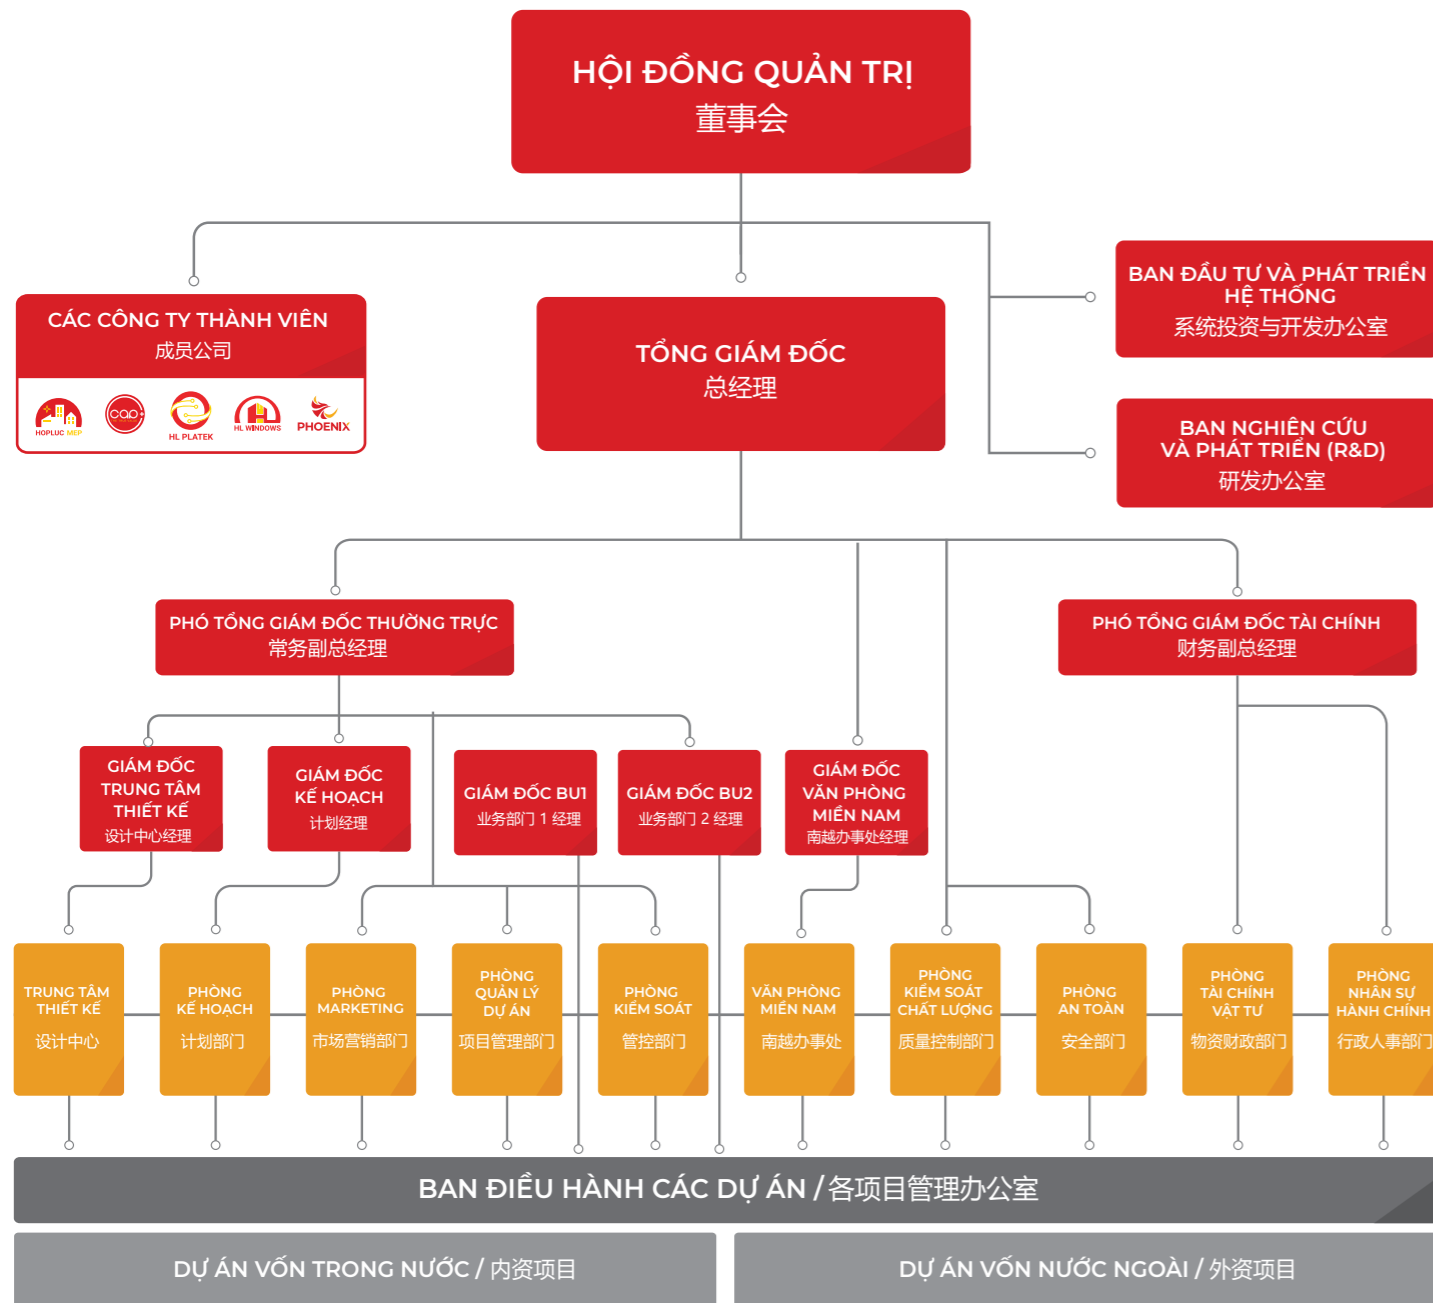 HỘI ĐỒNG QUẢN TRỊ
董事会
CÁC CÔNG TY THÀNH VIÊN
成员公司
HOPLUC MEP
cap
HL PLATEK
HL WINDOWS
PHOENIX
TỔNG GIÁM ĐỐC
总经理
BAN ĐẦU TƯ VÀ PHÁT TRIỂN
HỆ THỐNG
系统投资与开发办公室
BAN NGHIÊN CỨU
VÀ PHÁT TRIỂN (R&D)
研发办公室
PHÓ TỔNG GIÁM ĐỐC THƯỜNG TRỰC
常务副总经理
PHÓ TỔNG GIÁM ĐỐC TÀI CHÍNH
财务副总经理
GIÁM ĐỐC
TRUNG TÂM
THIẾT KẾ
设计中心经理
GIÁM ĐỐC
KẾ HOẠCH
计划经理
GIÁM ĐỐC BU1
业务部门 1 经理
GIÁM ĐỐC BU2
业务部门 2 经理
GIÁM ĐỐC
VĂN PHÒNG
MIỀN NAM
南越办事处经理
TRUNG TÂM
THIẾT KẾ
设计中心
PHÒNG
KẾ HOẠCH
计划部门
PHÒNG
MARKETING
市场营销部门
PHÒNG
QUẢN LÝ
DỰ ÁN
项目管理部门
PHÒNG
KIỂM SOÁT
管控部门
VĂN PHÒNG
MIỀN NAM
南越办事处
PHÒNG
KIỂM SOÁT
CHẤT LƯỢNG
质量控制部门
PHÒNG
AN TOÀN
安全部门
PHÒNG
TÀI CHÍNH
VẬT TƯ
物资财政部门
PHÒNG
NHÂN SỰ
HÀNH CHÍNH
行政人事部门
BAN ĐIỀU HÀNH CÁC DỰ ÁN / 各项目管理办公室
DỰ ÁN VỐN TRONG NƯỚC / 内资项目
DỰ ÁN VỐN NƯỚC NGOÀI / 外资项目